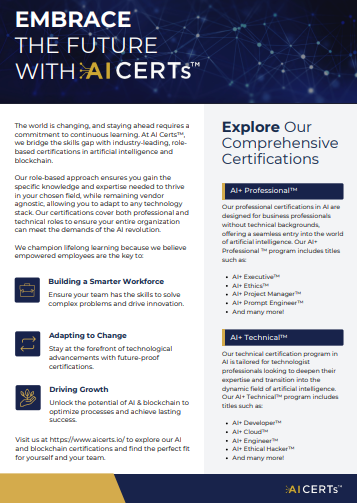 EMBRACE
THE FUTURE
WITH AI CERTs™
The world is changing, and staying ahead requires a
commitment to continuous learning. At AI Certs™,
we bridge the skills gap with industry-leading, role-
based certifications in artificial intelligence and
blockchain.
Our role-based approach ensures you gain the
specific knowledge and expertise needed to thrive
in your chosen field, while remaining vendor
agnostic, allowing you to adapt to any technology
stack. Our certifications cover both professional and
technical roles to ensure your entire organization
can meet the demands of the AI revolution.
We champion lifelong learning because we believe
empowered employees are the key to:
Building a Smarter Workforce
Ensure your team has the skills to solve
complex problems and drive innovation.
Adapting to Change
Stay at the forefront of technological
advancements with future-proof
certifications.
Driving Growth
Unlock the potential of AI & blockchain to
optimize processes and achieve lasting
success.
Visit us at https://www.aicerts.io/ to explore our AI
and blockchain certifications and find the perfect fit
for yourself and your team.
Explore Our
Comprehensive
Certifications
AI+ Professional™
Our professional certifications in AI are
designed for business professionals
without technical backgrounds,
offering a seamless entry into the world
of artificial intelligence. Our AI+
Professional ™ program includes titles
such as:
• AI+ Executive™
• AI+ Ethics™
• AI+ Project Manager™
• AI+ Prompt Engineer™
• And many more!
AI+ Technical™
Our technical certification program in
AI is tailored for technologist
professionals looking to deepen their
expertise and transition into the
dynamic field of artificial intelligence.
Our AI+ Technical™ program includes
titles such as:
• AI+ Developer™
• AI+ Cloud™
• AI+ Engineer™
• AI+ Ethical Hacker™
• And many more!
AI CERTs™